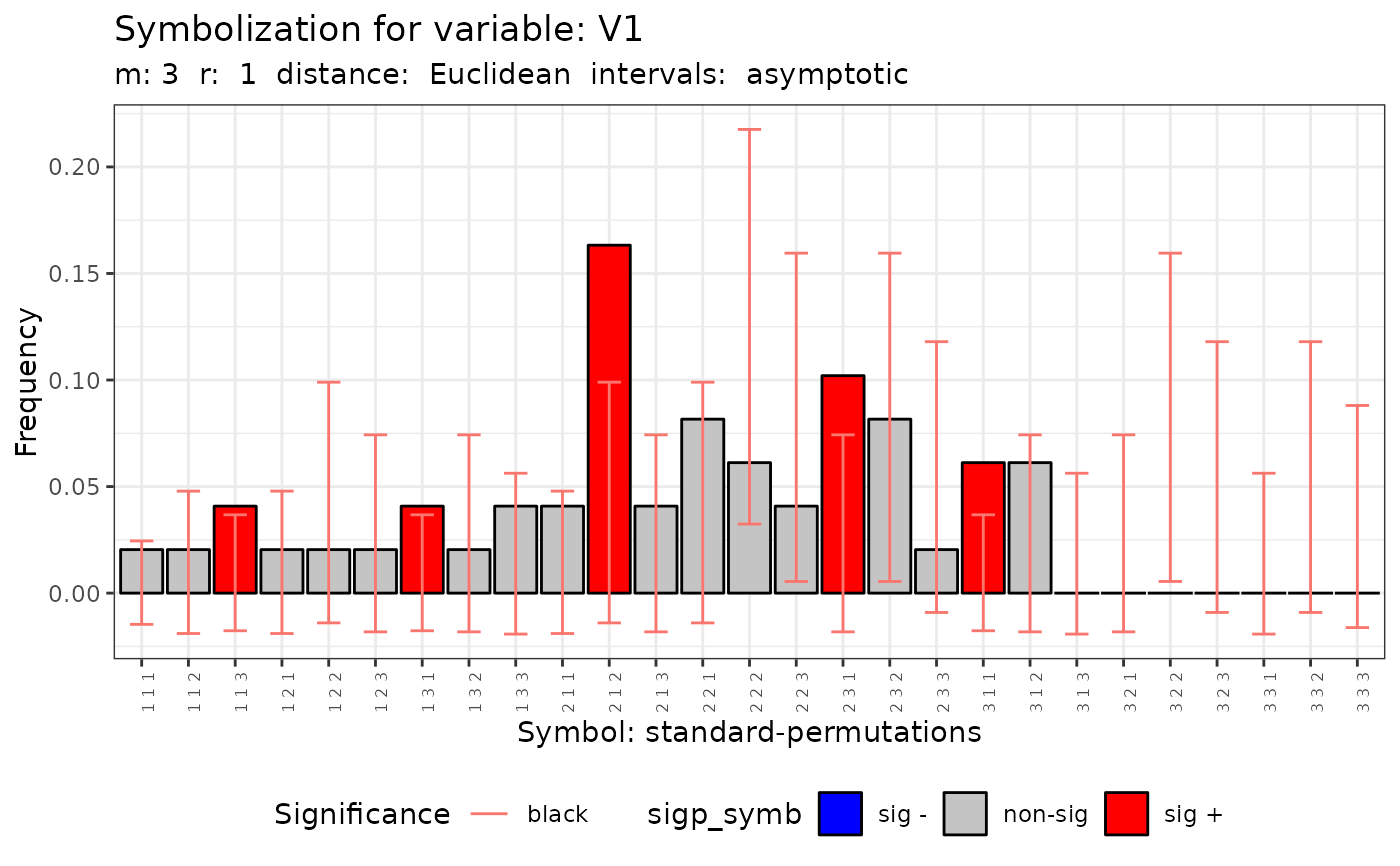 Symbolization for variable: V1
m: 3 r: 1 distance: Euclidean intervals: asymptotic
Frequency
0.20
0.15
0.10
0.05
0.00
1 1 1 1 1 2 1 1 3 1 2 1 1 2 2 1 2 3 1 3 1 1 3 2 1 3 3 2 1 1 2 1 2 2 1 3 2 2 1 2 2 2 2 2 3 2 3 1 2 3 2 2 3 3 3 1 1 3 1 2 3 1 3 3 2 1 3 2 2 3 2 3 3 3 1 3 3 2 3 3 3
Symbol: standard-permutations
Significance black sigp_symb sig - non-sig sig +